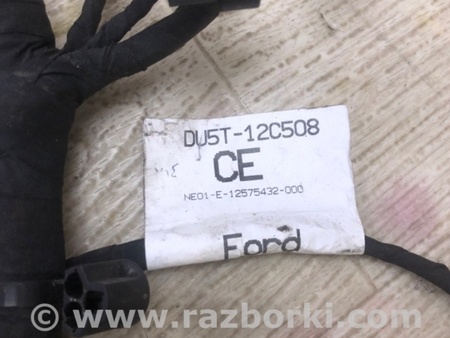 DU5T-12C508
CE
NE01-E-12575432-000
Ford
© www.razborki.com